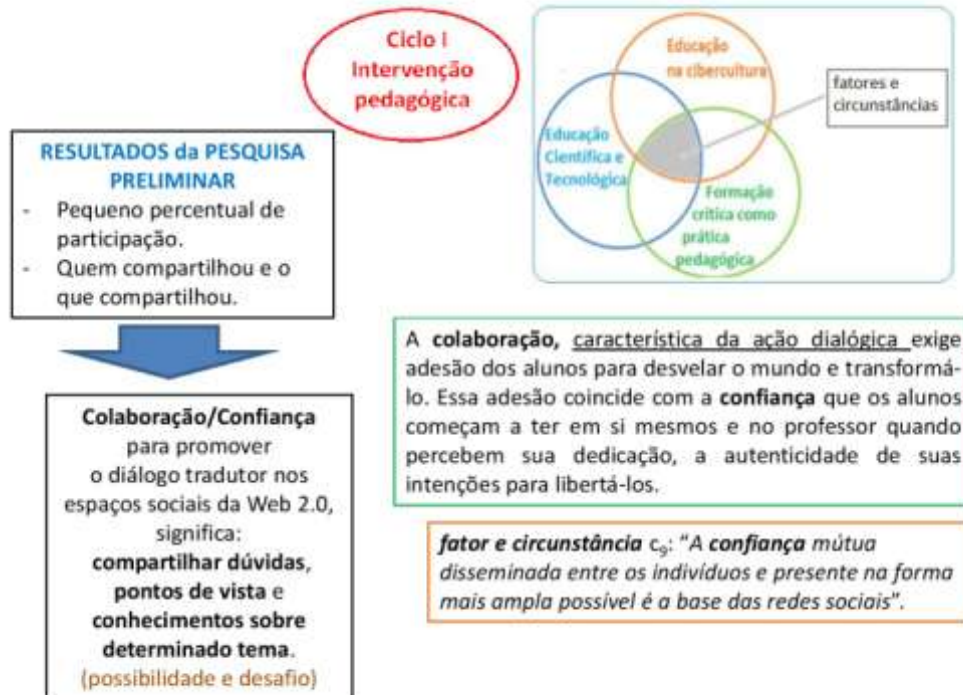 Ciclo I
Intervenção
pedagógica
Educação
na cibercultura
fatores e
circunstâncias
Educação
Científica e
Tecnológica
Formação
crítica como
prática
pedagógica
RESULTADOS da PESQUISA
PRELIMINAR
- Pequeno percentual de
participação.
- Quem compartilhou e o
que compartilhou.
Colaboração/Confiança
para promover
o diálogo tradutor nos
espaços sociais da Web 2.0,
significa:
compartilhar dúvidas,
pontos de vista e
conhecimentos sobre
determinado tema.
(possibilidade e desafio)
A colaboração, característica da ação dialógica exige
adesão dos alunos para desvelar o mundo e transformá-
lo. Essa adesão coincide com a confiança que os alunos
começam a ter em si mesmos e no professor quando
percebem sua dedicação, a autenticidade de suas
intenções para libertá-los.
fator e circunstância c₉: “A confiança mútua
disseminada entre os indivíduos e presente na forma
mais ampla possível é a base das redes sociais”.